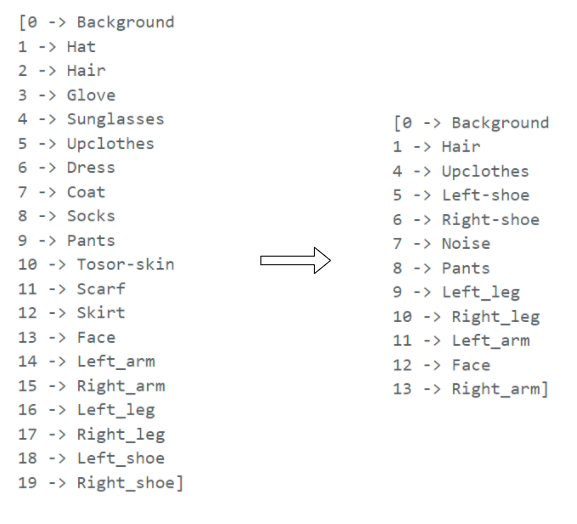 [0 -> Background
1 -> Hat
2 -> Hair
3 -> Glove
4 -> Sunglasses
5 -> Upclothes
6 -> Dress
7 -> Coat
8 -> Socks
9 -> Pants
10 -> Tosor-skin
11 -> Scarf
12 -> Skirt
13 -> Face
14 -> Left_arm
15 -> Right_arm
16 -> Left_leg
17 -> Right_leg
18 -> Left_shoe
19 -> Right_shoe]
[0 -> Background
1 -> Hair
4 -> Upclothes
5 -> Left-shoe
6 -> Right-shoe
7 -> Noise
8 -> Pants
9 -> Left_leg
10 -> Right_leg
11 -> Left_arm
12 -> Face
13 -> Right_arm]